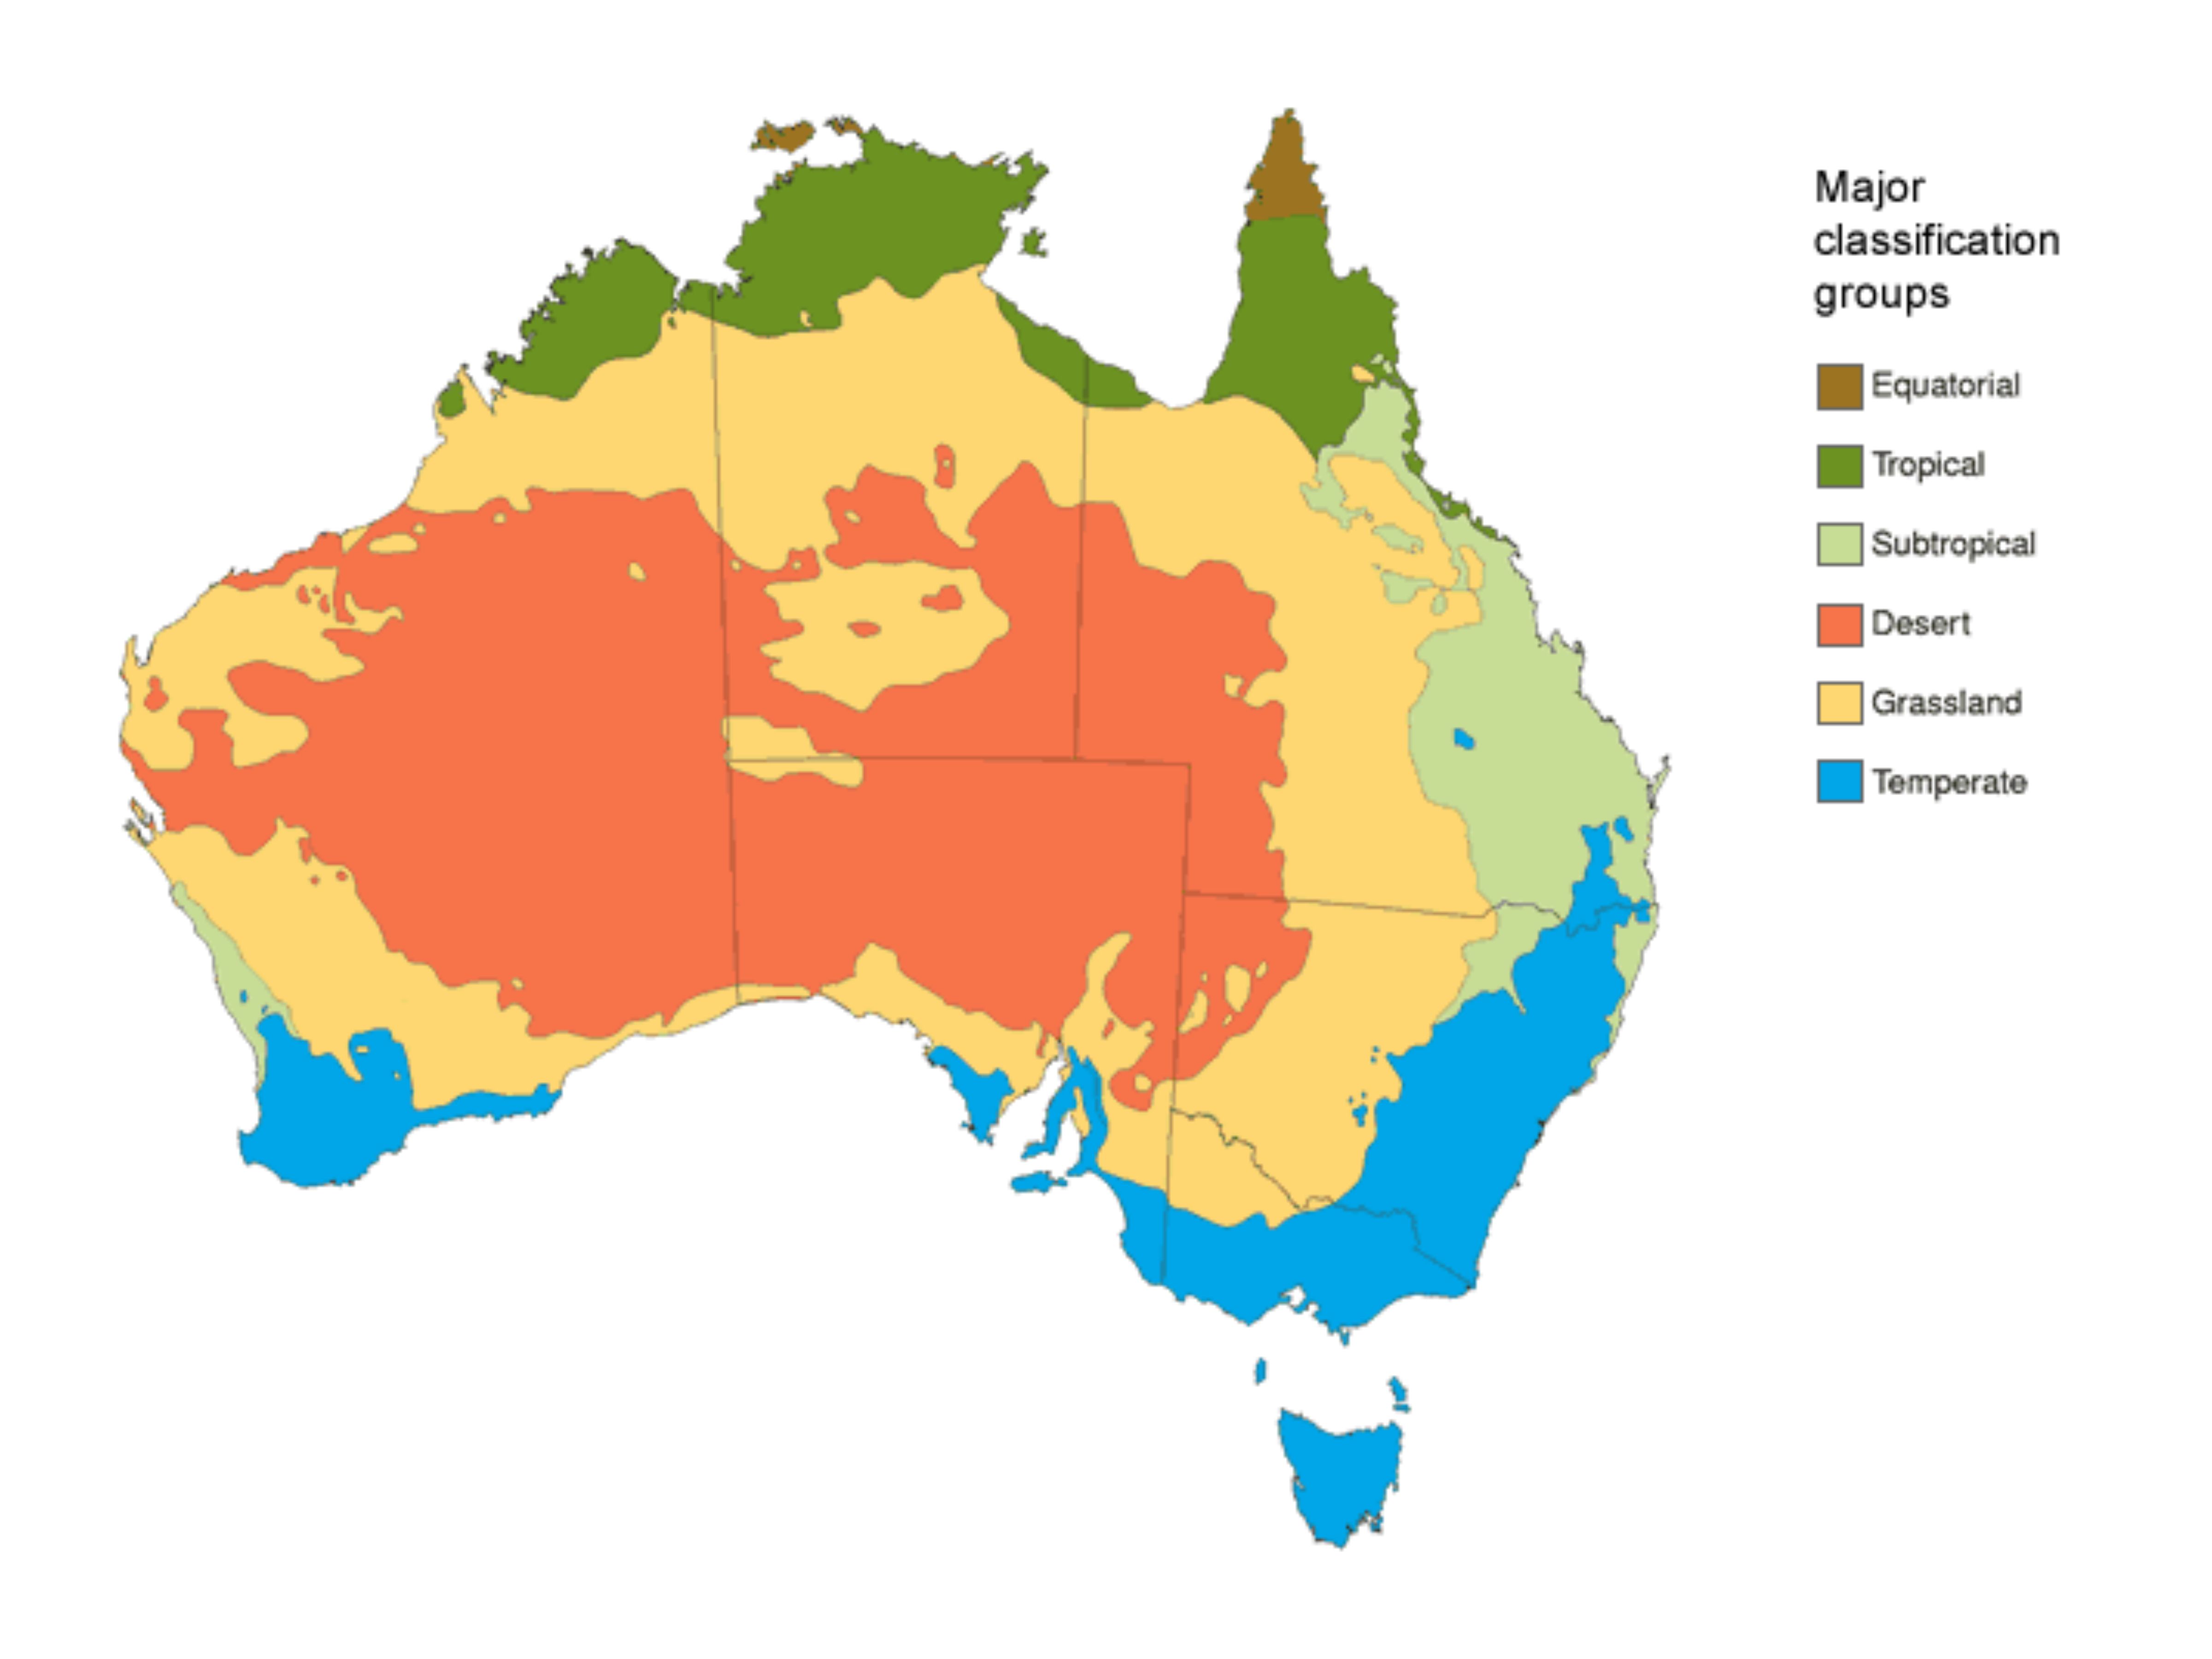 Major
classification
groups
Equatorial
Tropical
Subtropical
Desert
Grassland
Temperate